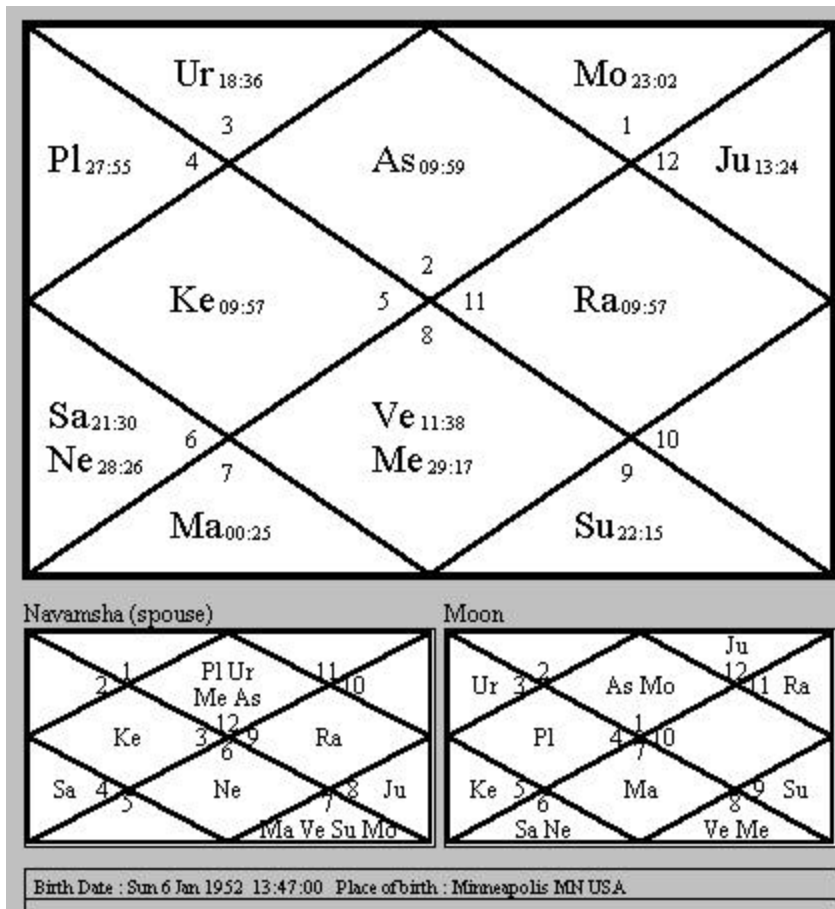 Ur 18:36
Mo 23:02
3
1
Pl 27:55
4
As 09:59
12
Ju 13:24
2
Ke 09:57
5
11
Ra 09:57
8
Sa 21:30
Ve 11:38
6
10
Ne 28:26
Me 29:17
7
9
Ma 00:25
Su 22:15
Navamsha (spouse)
2
1
Pl Ur
Me As
11
10
12
Ke
3
9
Ra
6
Sa
4
5
Ne
7
8
Ju
Ma Ve Su Mo
Moon
Ju
Ur
3
2
As Mo
12
11
Ra
1
Pl
4
10
7
Ke
5
6
Ma
8
9
Su
Sa Ne
Ve Me
Birth Date : Sun 6 Jan 1952 13:47:00 Place of birth : Minneapolis MN USA